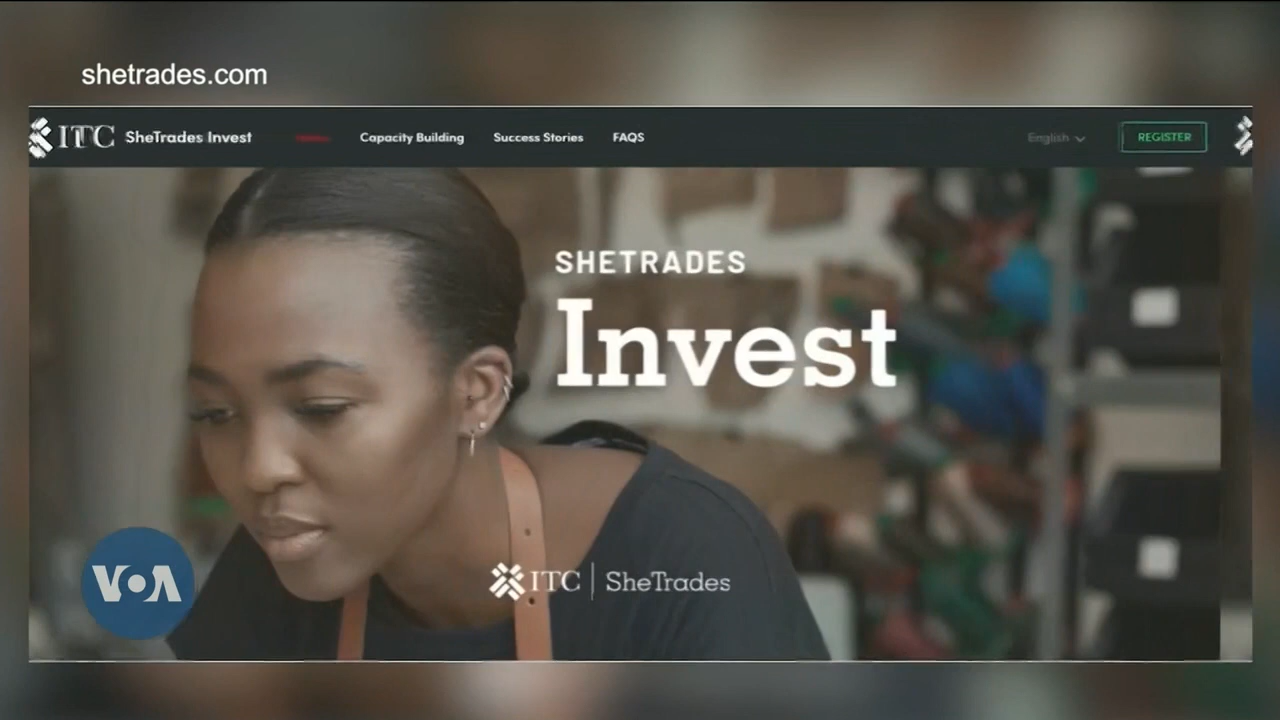 shetrades.com
ITC SheTrades Invest Capacity Building Success Stories FAQS English REGISTER
SHETRADES
Invest
ITC SheTrades
VOA